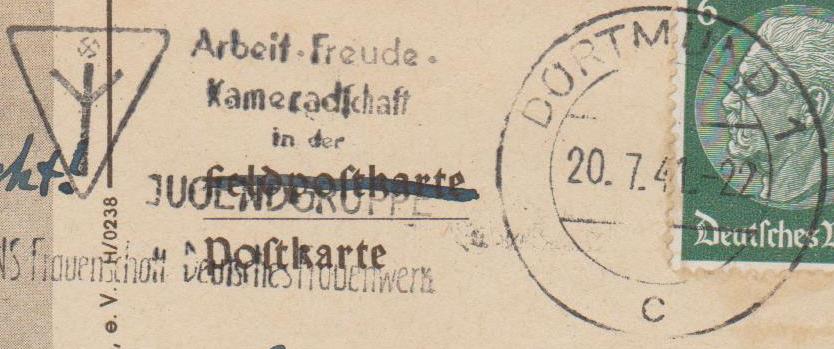 Arbeit · Freude ·
Kameradschaft
in der
Feldpostkarte
JUGENDGRUPPE
Postkarte
NS Frauenschaft Deutsches Frauenwerk
DORTMUND 1
20. 7. 41.-22
C
6
Deutsches
, e. V. H/0238